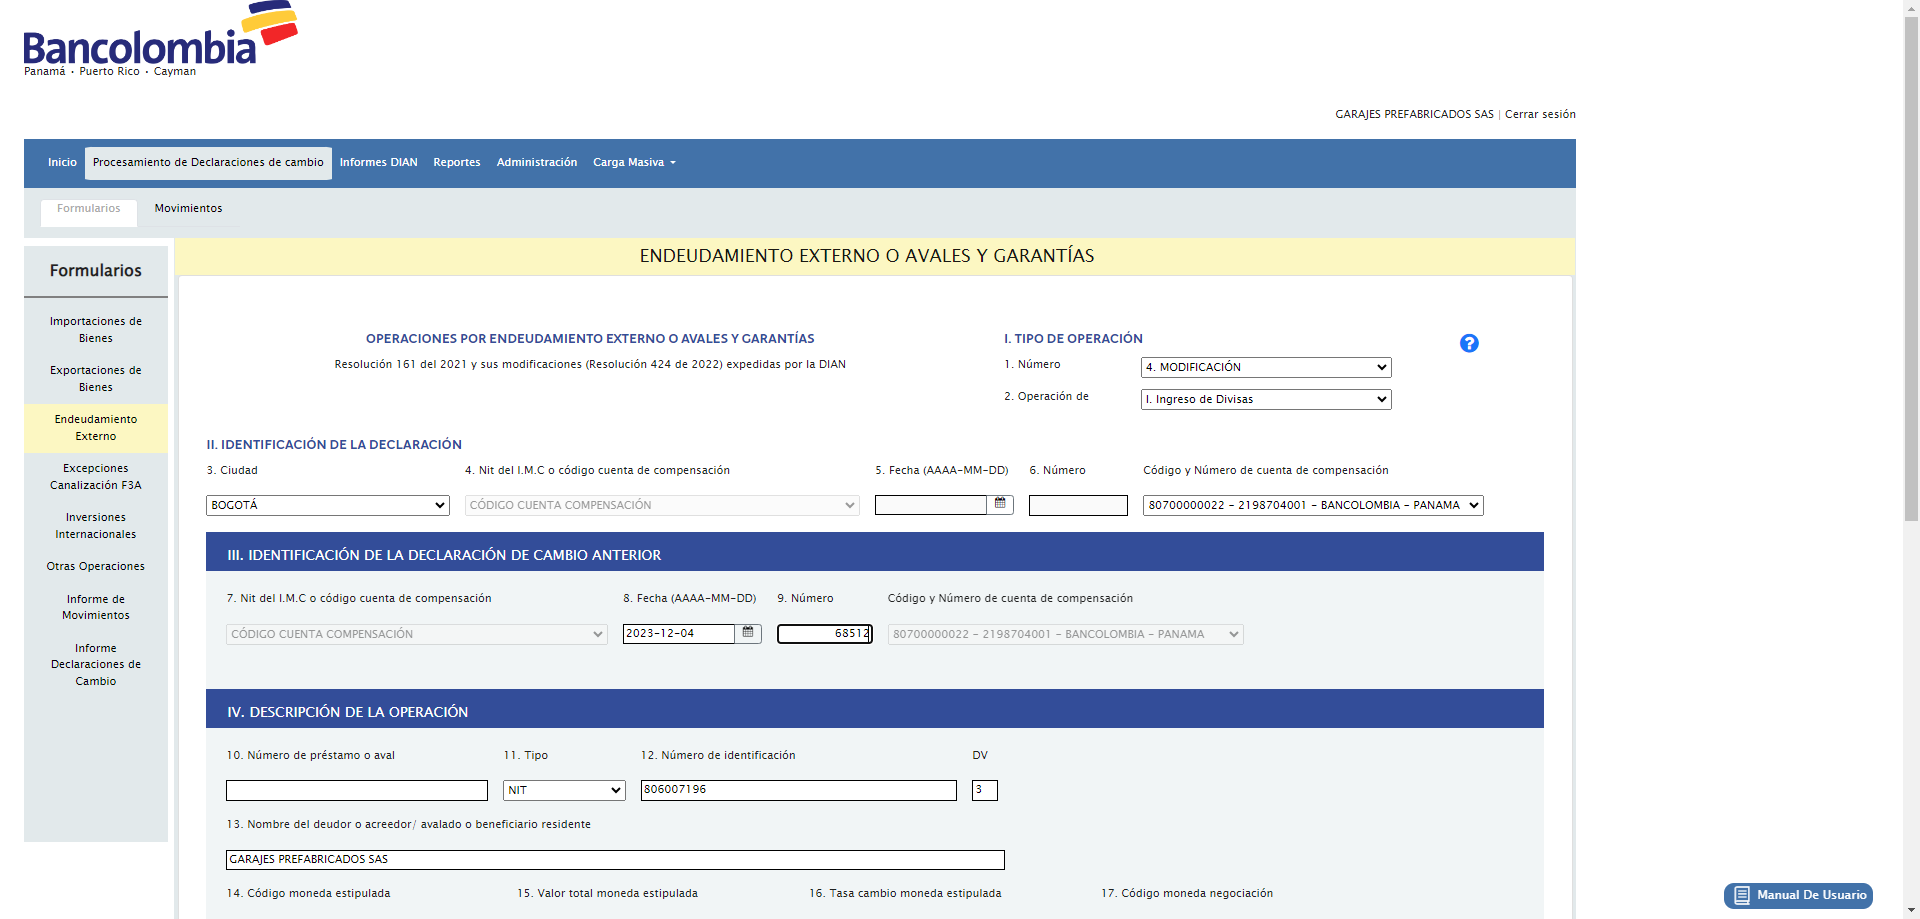 Bancolombia
Panamá · Puerto Rico · Cayman
GARAJES PREFABRICADOS SAS | Cerrar sesión
Inicio Procesamiento de Declaraciones de cambio Informes DIAN Reportes Administración Carga Masiva
Formularios Movimientos
Formularios
Importaciones de
Bienes
Exportaciones de
Bienes
Endeudamiento
Externo
Excepciones
Canalización F3A
Inversiones
Internacionales
Otras Operaciones
Informe de
Movimientos
Informe
Declaraciones de
Cambio
ENDEUDAMIENTO EXTERNO O AVALES Y GARANTÍAS
OPERACIONES POR ENDEUDAMIENTO EXTERNO O AVALES Y GARANTÍAS
Resolución 161 del 2021 y sus modificaciones (Resolución 424 de 2022) expedidas por la DIAN
I. TIPO DE OPERACIÓN
?
1. Número 4. MODIFICACIÓN
2. Operación de I. Ingreso de Divisas
II. IDENTIFICACIÓN DE LA DECLARACIÓN
3. Ciudad 4. Nit del I.M.C o código cuenta de compensación 5. Fecha (AAAA-MM-DD) 6. Número Código y Número de cuenta de compensación
BOGOTÁ CÓDIGO CUENTA COMPENSACIÓN 80700000022 - 2198704001 - BANCOLOMBIA - PANAMA
III. IDENTIFICACIÓN DE LA DECLARACIÓN DE CAMBIO ANTERIOR
7. Nit del I.M.C o código cuenta de compensación 8. Fecha (AAAA-MM-DD) 9. Número Código y Número de cuenta de compensación
CÓDIGO CUENTA COMPENSACIÓN 2023-12-04 68512 80700000022 - 2198704001 - BANCOLOMBIA - PANAMA
IV. DESCRIPCIÓN DE LA OPERACIÓN
10. Número de préstamo o aval 11. Tipo 12. Número de identificación DV
NIT 806007196 3
13. Nombre del deudor o acreedor/ avalado o beneficiario residente
GARAJES PREFABRICADOS SAS
14. Código moneda estipulada 15. Valor total moneda estipulada 16. Tasa cambio moneda estipulada 17. Código moneda negociación
Manual De Usuario